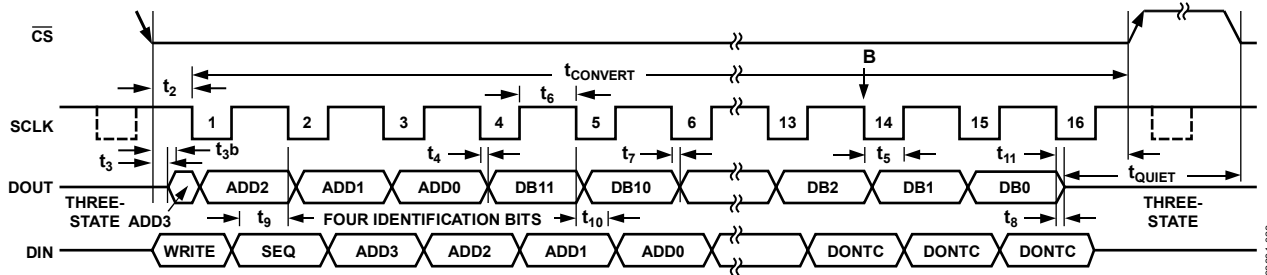 CS
B
tCONVERT
t2
t6
SCLK
1 2 3 4 5 6 13 14 15 16
t3b
t3
t4
t7
t5
t11
DOUT
ADD2 ADD1 ADD0 DB11 DB10 DB2 DB1 DB0
tQUIET
THREE-
STATE ADD3
t9
FOUR IDENTIFICATION BITS
t10
t8
THREE-
STATE
DIN
WRITE SEQ ADD3 ADD2 ADD1 ADD0 DONTC DONTC DONTC